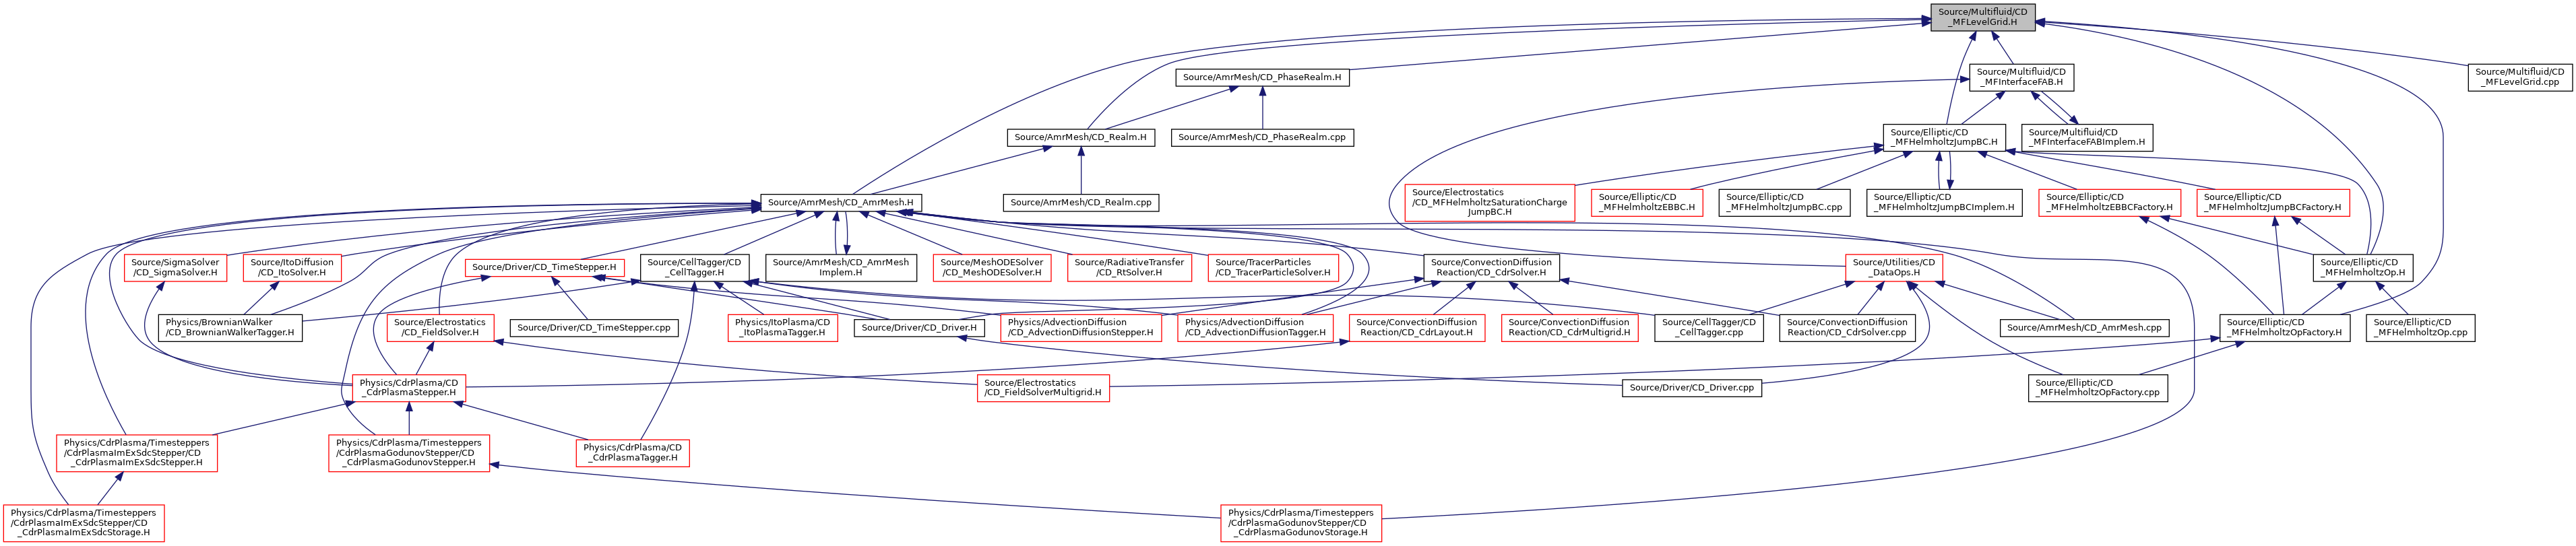 Source/Multifluid/CD
_MFLevelGrid.H
Source/AmrMesh/CD_PhaseRealm.H
Source/Multifluid/CD
_MFInterfaceFAB.H
Source/Multifluid/CD
_MFLevelGrid.cpp
Source/AmrMesh/CD_Realm.H
Source/AmrMesh/CD_PhaseRealm.cpp
Source/Elliptic/CD
_MFHelmholtzJumpBC.H
Source/Multifluid/CD
_MFInterfaceFABImplem.H
Source/AmrMesh/CD_AmrMesh.H
Source/AmrMesh/CD_Realm.cpp
Source/Electrostatics
/CD_MFHelmholtzSaturationCharge
JumpBC.H
Source/Elliptic/CD
_MFHelmholtzEBBC.H
Source/Elliptic/CD
_MFHelmholtzJumpBC.cpp
Source/Elliptic/CD
_MFHelmholtzJumpBCImplem.H
Source/Elliptic/CD
_MFHelmholtzEBBCFactory.H
Source/Elliptic/CD
_MFHelmholtzJumpBCFactory.H
Source/SigmaSolver
/CD_SigmaSolver.H
Source/ItoDiffusion
/CD_ItoSolver.H
Source/Driver/CD_TimeStepper.H
Source/CellTagger/CD
_CellTagger.H
Source/AmrMesh/CD_AmrMesh
Implem.H
Source/MeshODESolver
/CD_MeshODESolver.H
Source/RadiativeTransfer
/CD_RtSolver.H
Source/TracerParticles
/CD_TracerParticleSolver.H
Source/ConvectionDiffusion
Reaction/CD_CdrSolver.H
Source/Utilities/CD
_DataOps.H
Source/Elliptic/CD
_MFHelmholtzOp.H
Physics/BrownianWalker
/CD_BrownianWalkerTagger.H
Source/Electrostatics
/CD_FieldSolver.H
Source/Driver/CD_TimeStepper.cpp
Physics/ItoPlasma/CD
_ItoPlasmaTagger.H
Source/Driver/CD_Driver.H
Physics/AdvectionDiffusion
/CD_AdvectionDiffusionStepper.H
Physics/AdvectionDiffusion
/CD_AdvectionDiffusionTagger.H
Source/ConvectionDiffusion
Reaction/CD_CdrLayout.H
Source/ConvectionDiffusion
Reaction/CD_CdrMultigrid.H
Source/CellTagger/CD
_CellTagger.cpp
Source/ConvectionDiffusion
Reaction/CD_CdrSolver.cpp
Source/AmrMesh/CD_AmrMesh.cpp
Source/Elliptic/CD
_MFHelmholtzOpFactory.H
Source/Elliptic/CD
_MFHelmholtzOp.cpp
Physics/CdrPlasma/CD
_CdrPlasmaStepper.H
Source/Electrostatics
/CD_FieldSolverMultigrid.H
Source/Driver/CD_Driver.cpp
Source/Elliptic/CD
_MFHelmholtzOpFactory.cpp
Physics/CdrPlasma/Timesteppers
/CdrPlasmaImExSdcStepper/CD
_CdrPlasmaImExSdcStepper.H
Physics/CdrPlasma/Timesteppers
/CdrPlasmaGodunovStepper/CD
_CdrPlasmaGodunovStepper.H
Physics/CdrPlasma/CD
_CdrPlasmaTagger.H
Physics/CdrPlasma/Timesteppers
/CdrPlasmaImExSdcStepper/CD
_CdrPlasmaImExSdcStorage.H
Physics/CdrPlasma/Timesteppers
/CdrPlasmaGodunovStepper/CD
_CdrPlasmaGodunovStorage.H